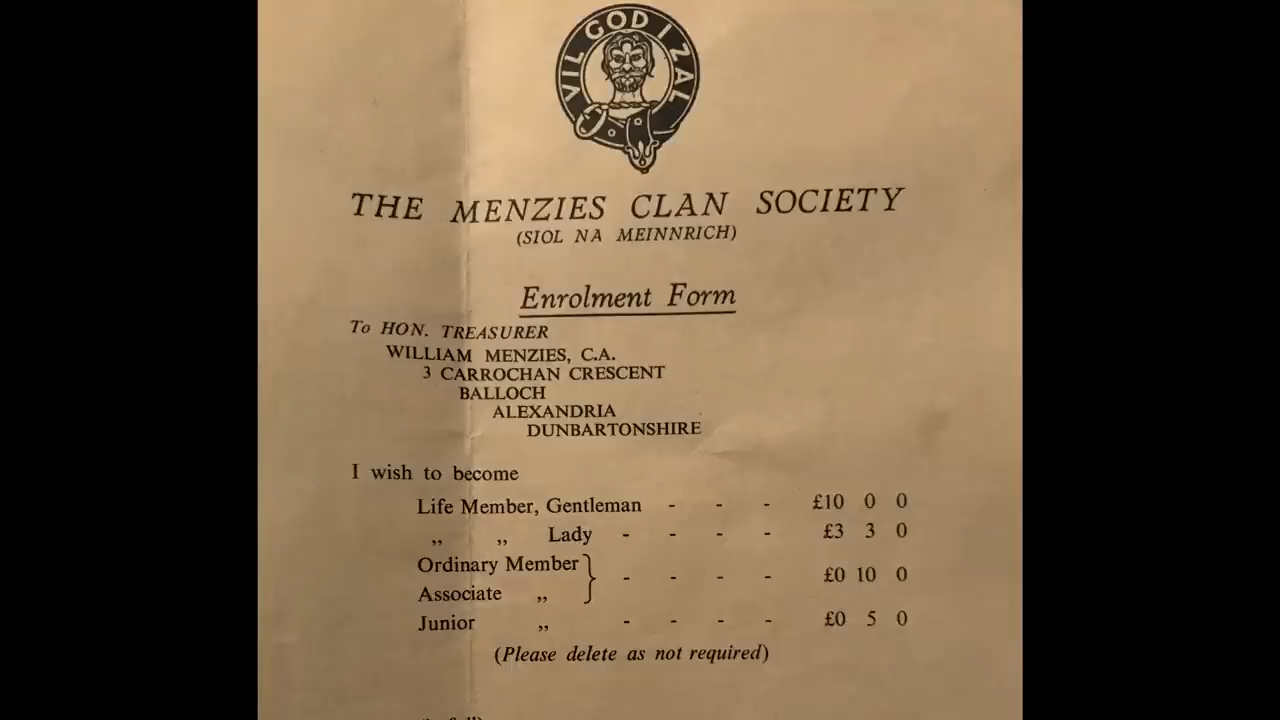 VIL GOD I ZAL
THE MENZIES CLAN SOCIETY
(SIOL NA MEINNRICH)
Enrolment Form
To HON. TREASURER
WILLIAM MENZIES, C.A.
3 CARROCHAN CRESCENT
BALLOCH
ALEXANDRIA
DUNBARTONSHIRE
I wish to become
Life Member, Gentleman - - - £10 0 0
„ „ Lady - - - - £3 3 0
Ordinary Member
Associate „ } - - - - £0 10 0
Junior „ - - - - £0 5 0
(Please delete as not required)